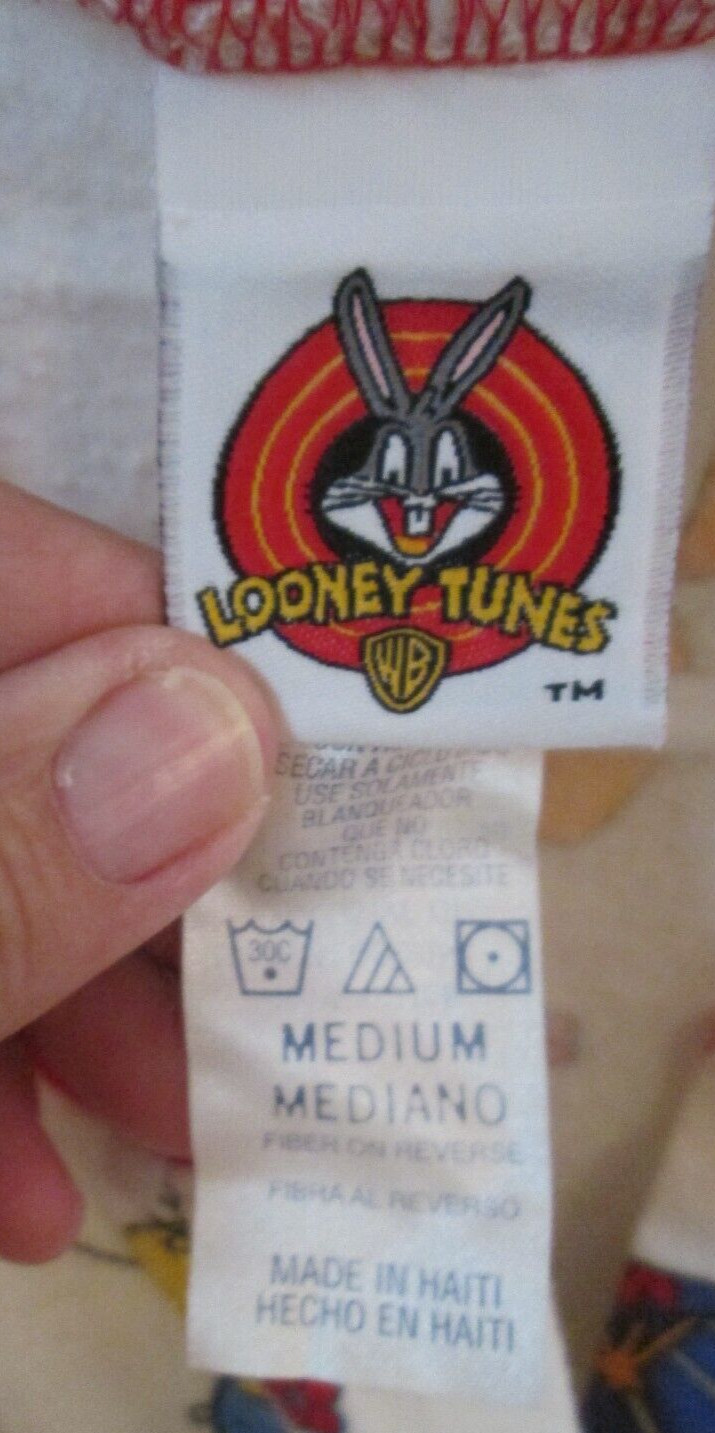 LOONEY TUNES
WB
TM
SECAR A CICLO
USE SOLAMENTE
BLANQUEADOR
QUE NO
CONTENGA CLORO
CUANDO SE NECESITE
30C
MEDIUM
MEDIANO
FIBER ON REVERSE
FIBRA AL REVERSO
MADE IN HAITI
HECHO EN HAITI